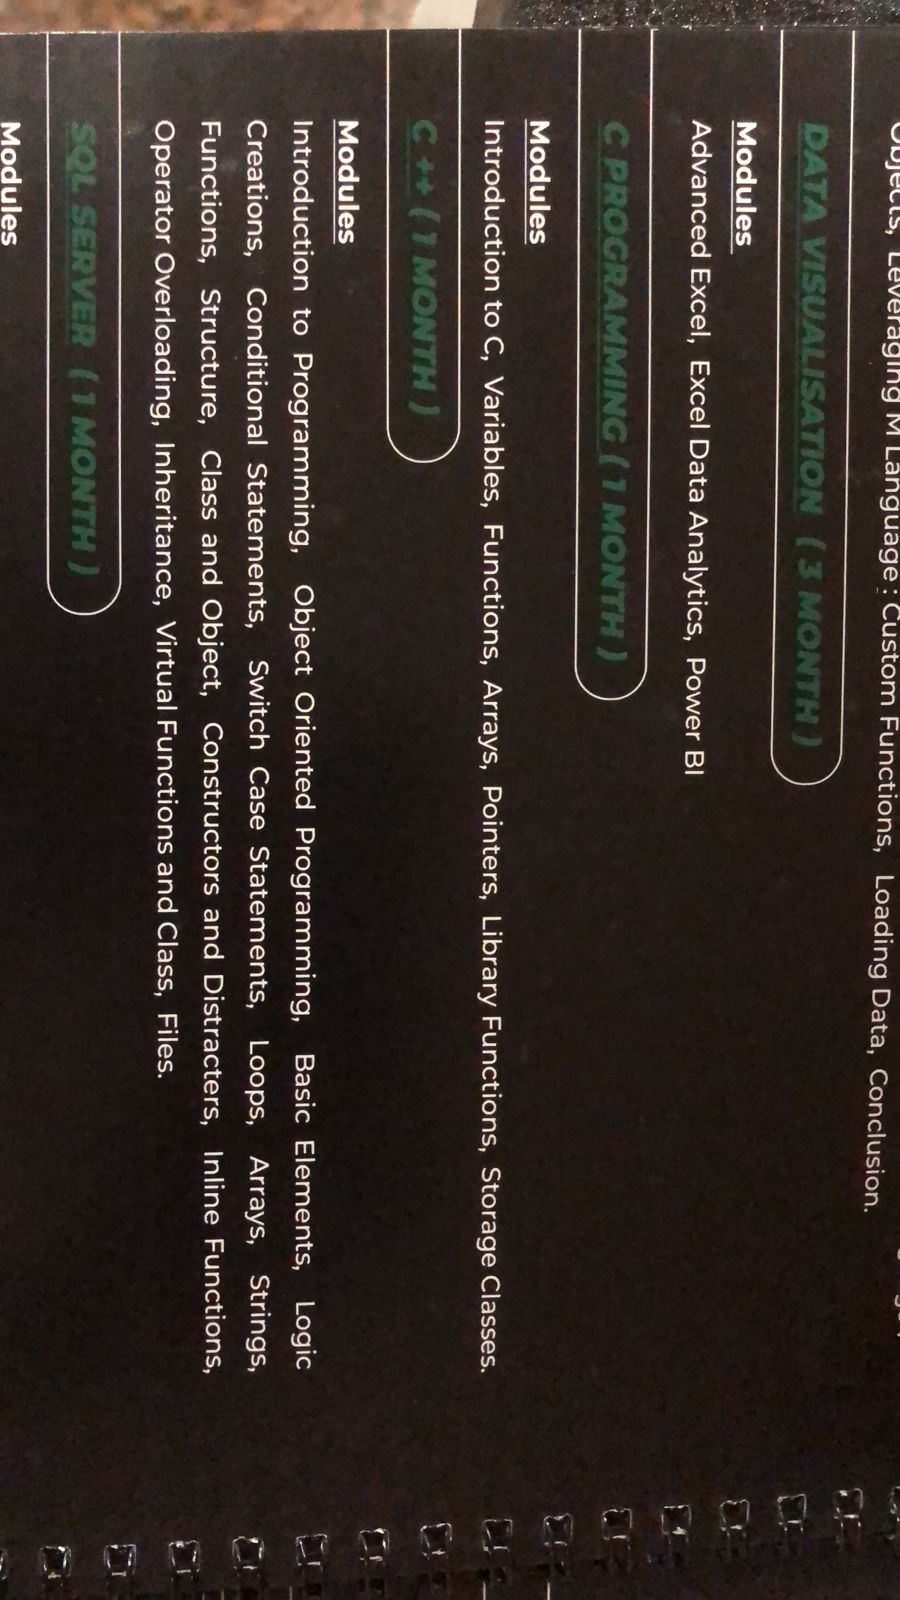 Objects, Leveraging M Language : Custom Functions, Loading Data, Conclusion.
DATA VISUALISATION ( 3 MONTH )
Modules
Advanced Excel, Excel Data Analytics, Power BI
C PROGRAMMING ( 1 MONTH )
Modules
Introduction to C, Variables, Functions, Arrays, Pointers, Library Functions, Storage Classes.
C ++ ( 1 MONTH )
Modules
Introduction to Programming, Object Oriented Programming, Basic Elements, Logic
Creations, Conditional Statements, Switch Case Statements, Loops, Arrays, Strings,
Functions, Structure, Class and Object, Constructors and Distracters, Inline Functions,
Operator Overloading, Inheritance, Virtual Functions and Class, Files.
SQL SERVER ( 1 MONTH )
Modules